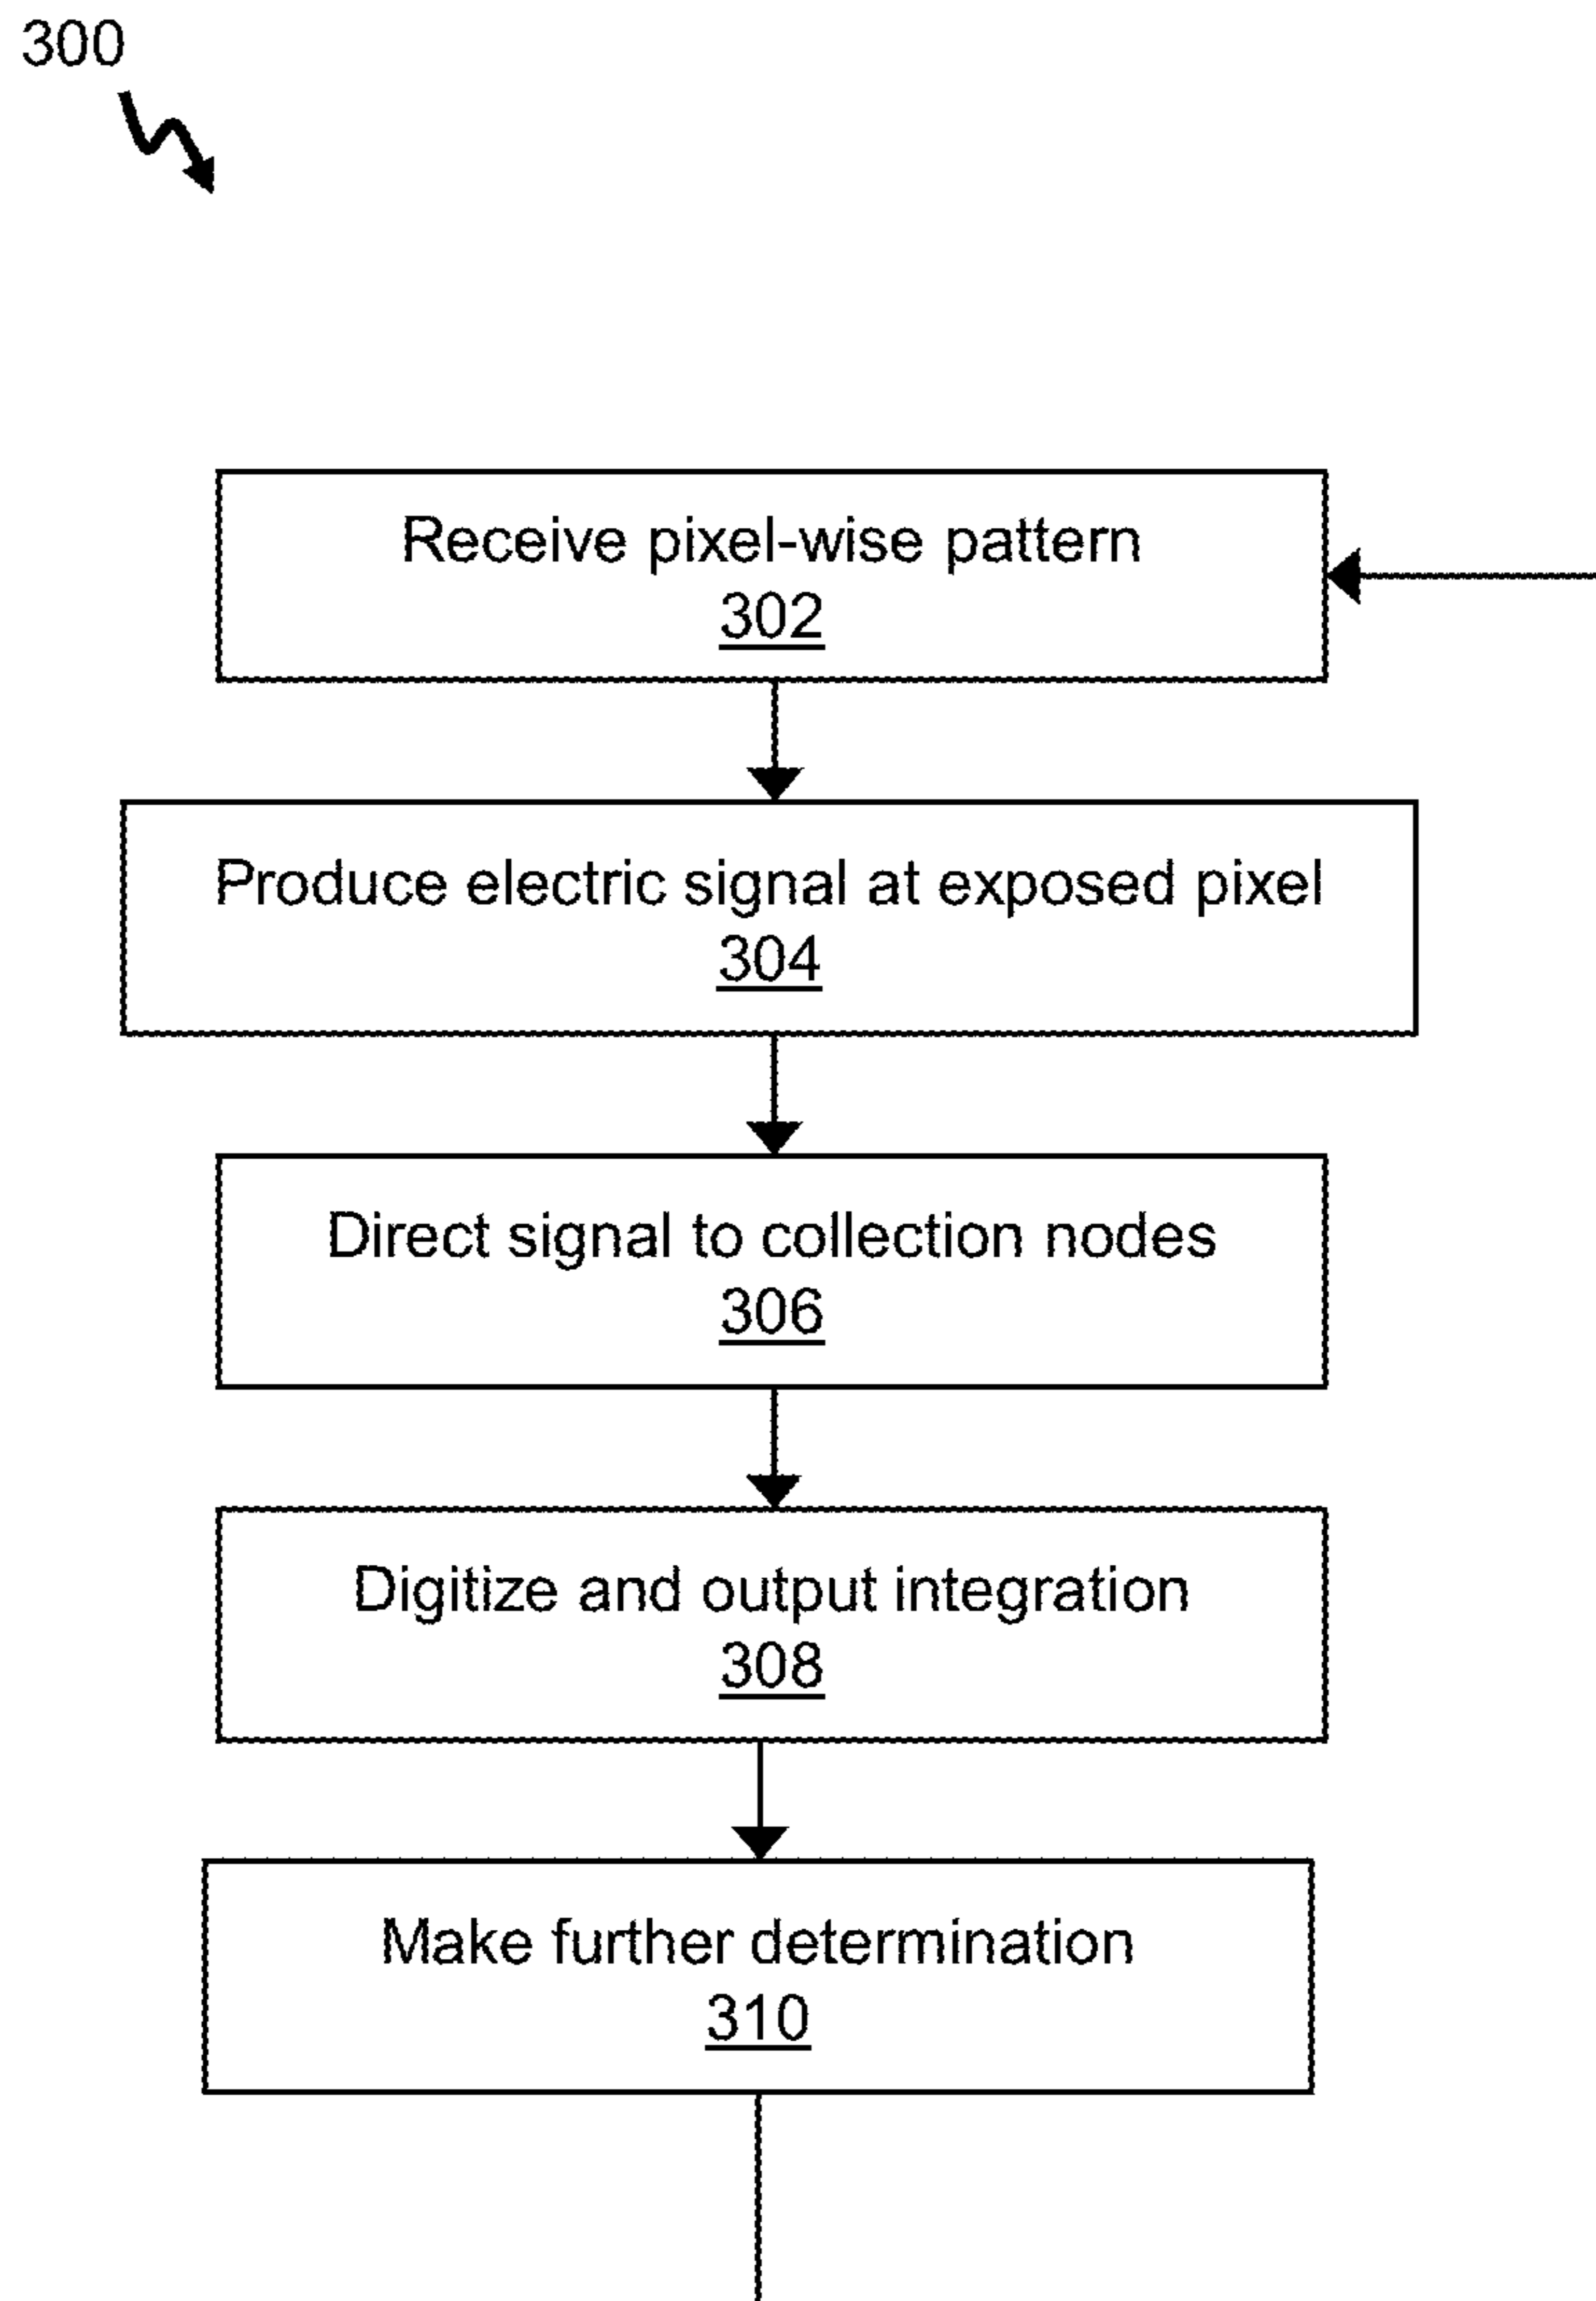 300
Receive pixel-wise pattern
302
Produce electric signal at exposed pixel
304
Direct signal to collection nodes
306
Digitize and output integration
308
Make further determination
310